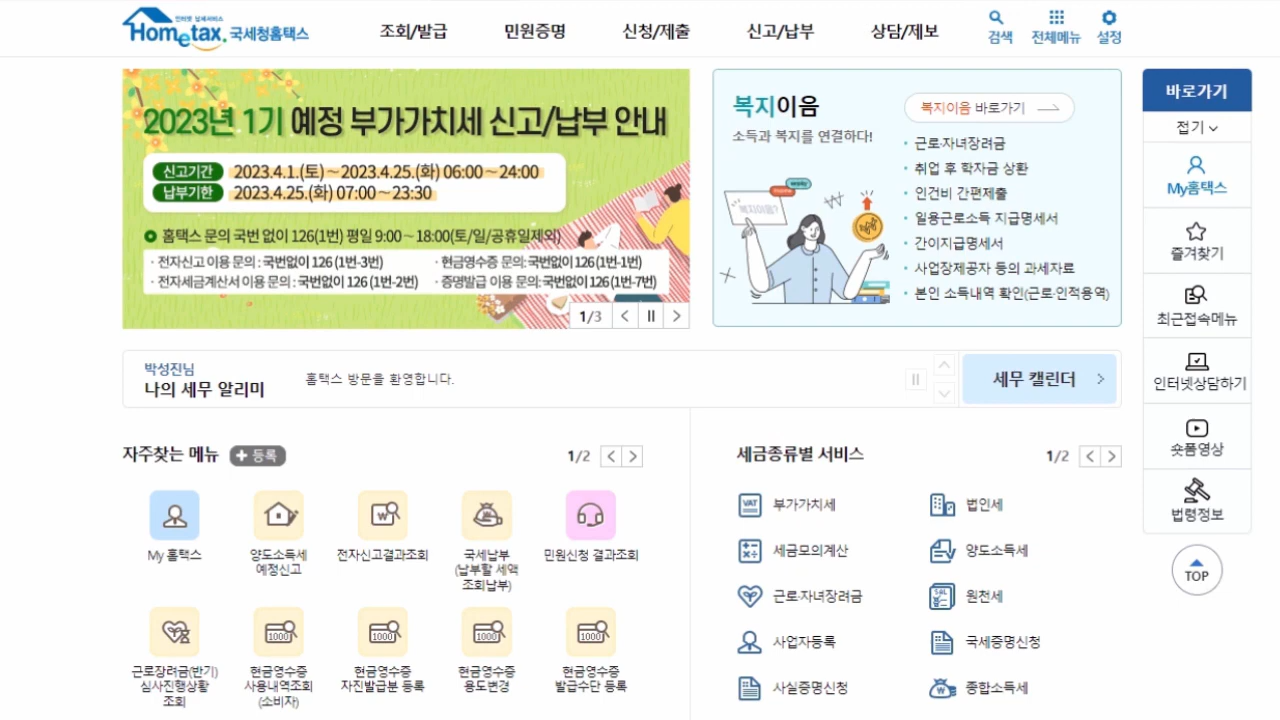 인터넷 납세서비스
Hometax. 국세청홈택스
조회/발급
민원증명
신청/제출
신고/납부
상담/제보
검색
전체메뉴
설정
2023년 1기 예정 부가가치세 신고/납부 안내
신고기간 2023.4.1.(토)~2023.4.25.(화) 06:00~24:00
납부기한 2023.4.25.(화) 07:00~23:30
홈택스 문의 국번 없이 126(1번) 평일 9:00~18:00(토/일/공휴일제외)
· 전자신고 이용 문의 : 국번없이 126 (1번-3번)
· 현금영수증 문의: 국번없이 126 (1번-1번)
· 전자세금계산서 이용 문의 : 국번없이 126 (1번-2번)
· 증명발급 이용 문의: 국번없이 126 (1번-7번)
1/3
복지이음
복지이음 바로가기
소득과 복지를 연결하다!
복지이음?
· 근로·자녀장려금
· 취업 후 학자금 상환
· 인건비 간편제출
· 일용근로소득 지급명세서
· 간이지급명세서
· 사업장제공자 등의 과세자료
· 본인 소득내역 확인(근로·인적용역)
바로가기
접기
My홈택스
즐겨찾기
최근접속메뉴
인터넷상담하기
숏폼영상
법령정보
TOP
박성진님
나의 세무 알리미
홈택스 방문을 환영합니다.
세무 캘린더
자주찾는 메뉴
+ 등록
1/2
My 홈택스
양도소득세
예정신고
전자신고결과조회
국세납부
(납부할 세액
조회납부)
민원신청 결과조회
근로장려금(반기)
심사진행상황
조회
1000
현금영수증
사용내역조회
(소비자)
1000
현금영수증
자진발급분 등록
1000
현금영수증
용도변경
1000
현금영수증
발급수단 등록
세금종류별 서비스
1/2
VAT
부가가치세
법인세
세금모의계산
양도소득세
근로·자녀장려금
원천세
사업자등록
국세증명신청
사실증명신청
종합소득세